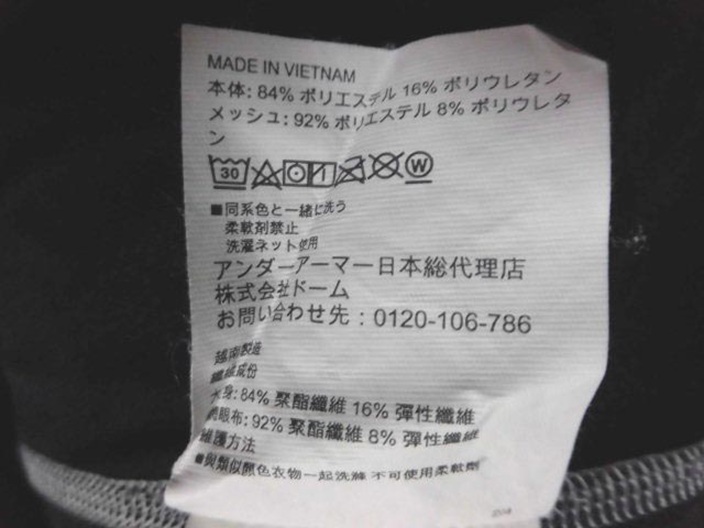 MADE IN VIETNAM
本体: 84% ポリエステル 16% ポリウレタン
メッシュ: 92% ポリエステル 8% ポリウレタ
ン
30 W
■同系色と一緒に洗う
柔軟剤禁止
洗濯ネット使用
アンダーアーマー日本総代理店
株式会社ドーム
お問い合わせ先 : 0120-106-786
越南製造
纖維成份
身: 84% 聚酯纖維 16% 彈性纖維
網眼布: 92% 聚酯纖維 8% 彈性纖維
維護方法
■與類似顏色衣物一起洗滌 不可使用柔軟劑